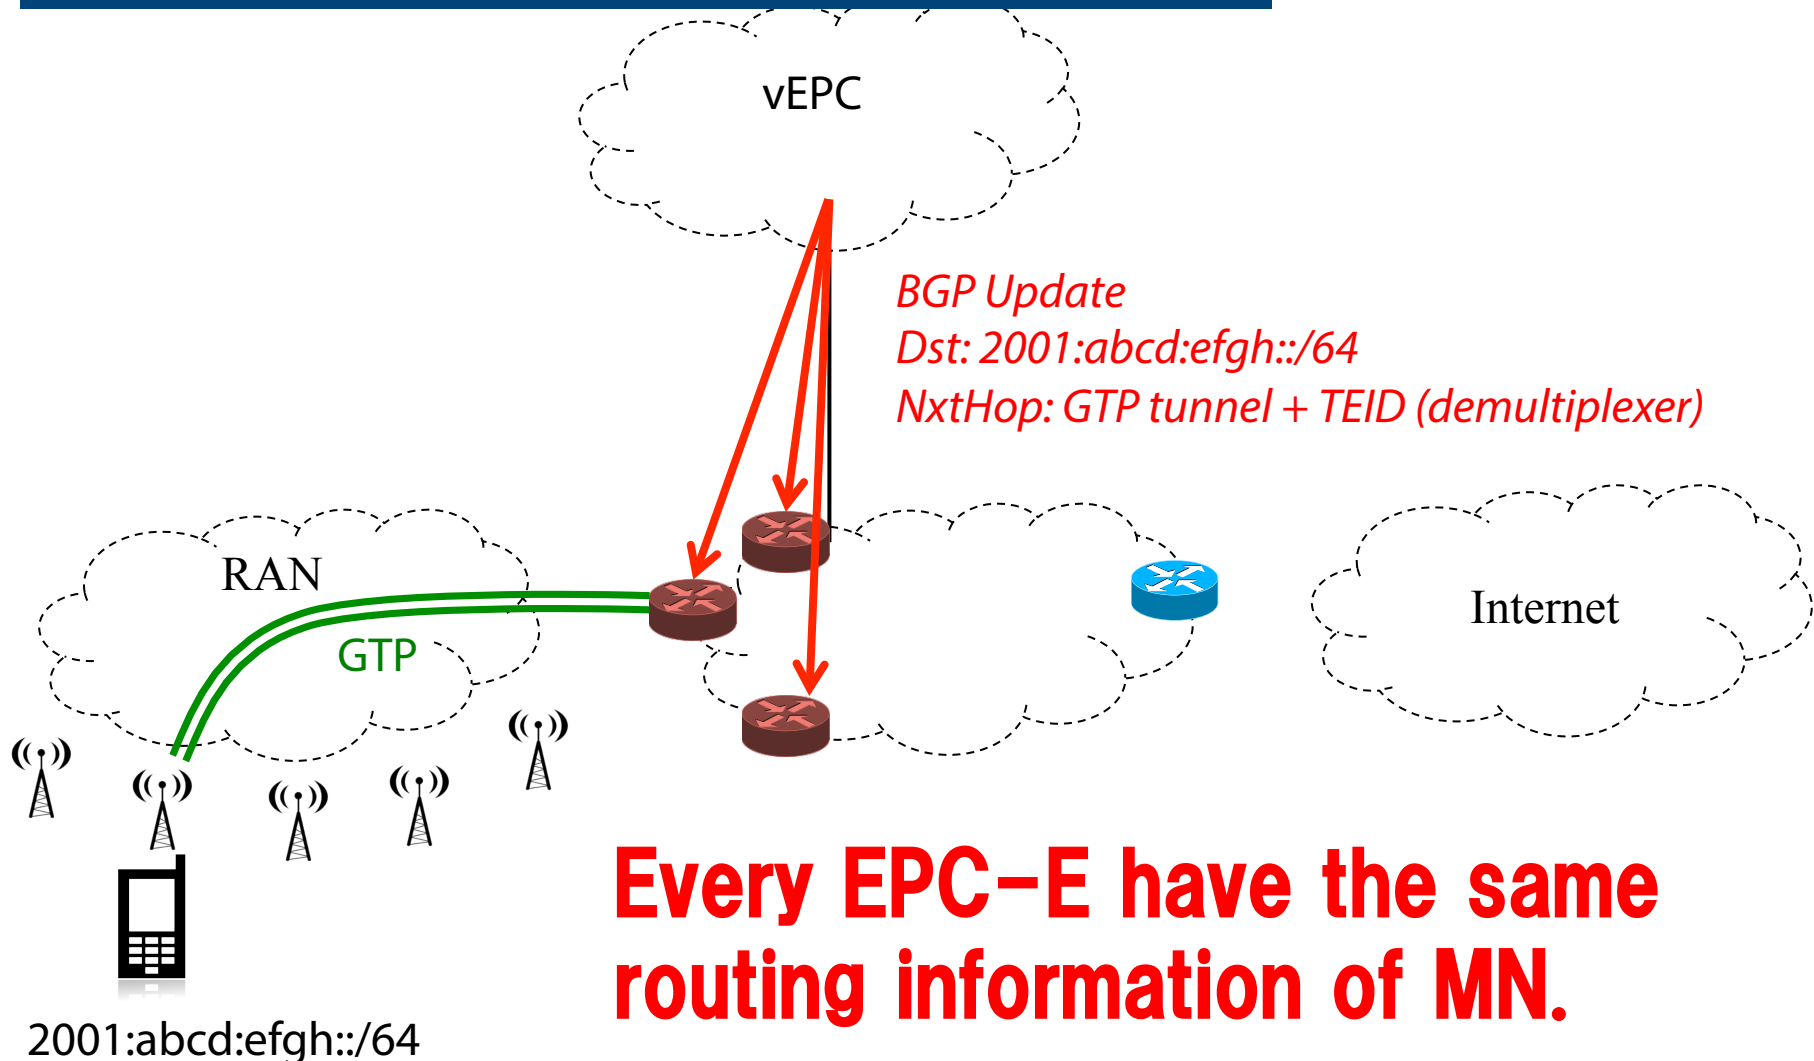 vEPC
BGP Update
Dst: 2001:abcd:efgh::/64
NxtHop: GTP tunnel + TEID (demultiplexer)
RAN
GTP
Internet
Every EPC-E have the same
routing information of MN.
2001:abcd:efgh::/64